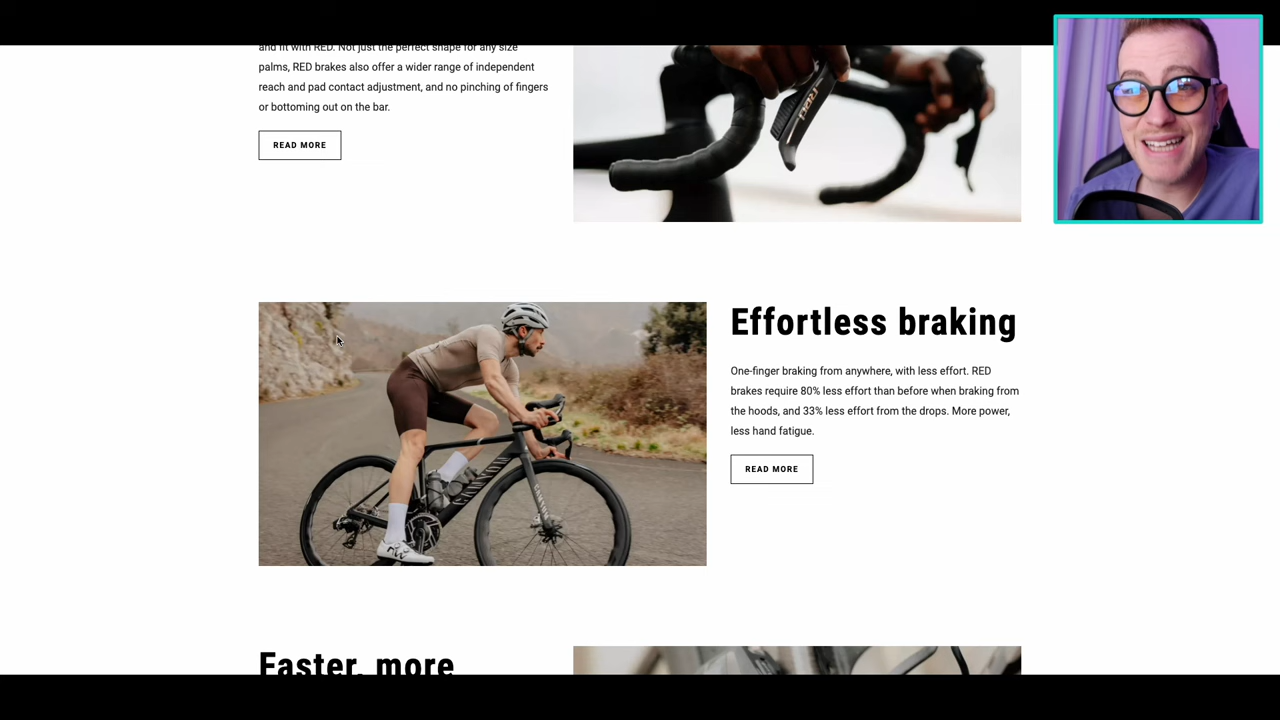 and fit with RED. Not just the perfect shape for any size
palms, RED brakes also offer a wider range of independent
reach and pad contact adjustment, and no pinching of fingers
or bottoming out on the bar.
READ MORE
RED
Effortless braking
One-finger braking from anywhere, with less effort. RED
brakes require 80% less effort than before when braking from
the hoods, and 33% less effort from the drops. More power,
less hand fatigue.
READ MORE
CANYON
CANYON
Faster, more